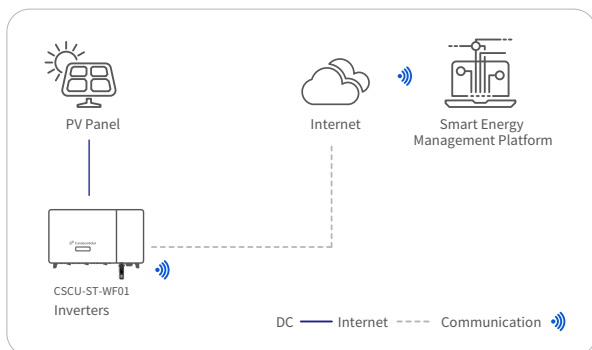 PV Panel
Internet
Smart Energy
Management Platform
CSCU-ST-WF01
Inverters
DC
Internet
Communication